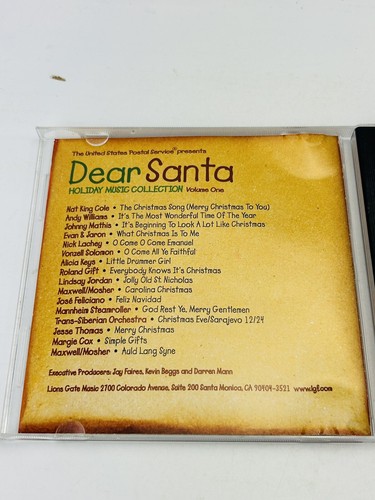 The United States Postal Service® presents
Dear Santa
HOLIDAY MUSIC COLLECTION Volume One
Nat King Cole • The Christmas Song (Merry Christmas To You)
Andy Williams • It's The Most Wonderful Time Of The Year
Johnny Mathis • It's Beginning To Look A Lot Like Christmas
Evan & Jaron • What Christmas Is To Me
Nick Lachey • O Come O Come Emanuel
Vonzell Solomon • O Come All Ye Faithful
Alicia Keys • Little Drummer Girl
Roland Gift • Everybody Knows It's Christmas
Lindsay Jordan • Jolly Old St. Nicholas
Maxwell/Mosher • Carolina Christmas
José Feliciano • Feliz Navidad
Mannheim Steamroller • God Rest Ye, Merry Gentlemen
Trans-Siberian Orchestra • Christmas Eve/Sarajevo 12/24
Jesse Thomas • Merry Christmas
Margie Cox • Simple Gifts
Maxwell/Mosher • Auld Lang Syne
Executive Producers: Jay Faires, Kevin Beggs and Darren Mann
Lions Gate Music 2700 Colorado Avenue, Suite 200 Santa Monica, CA 90404-3521 www.lgf.com